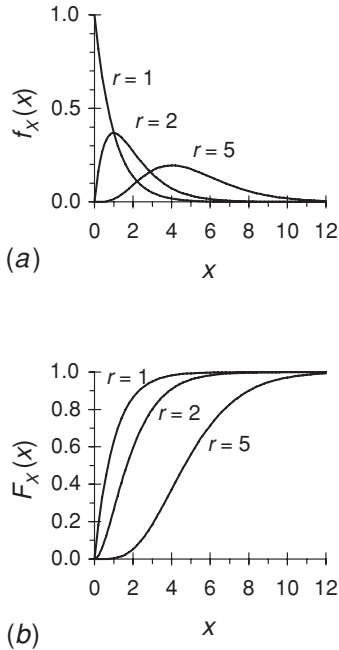 1.0
0.5
0.0
f_X(x)
r = 1
r = 2
r = 5
0 2 4 6 8 10 12
(a)
x
1.0
0.8
0.6
0.4
0.2
0.0
F_X(x)
r = 1
r = 2
r = 5
0 2 4 6 8 10 12
(b)
x